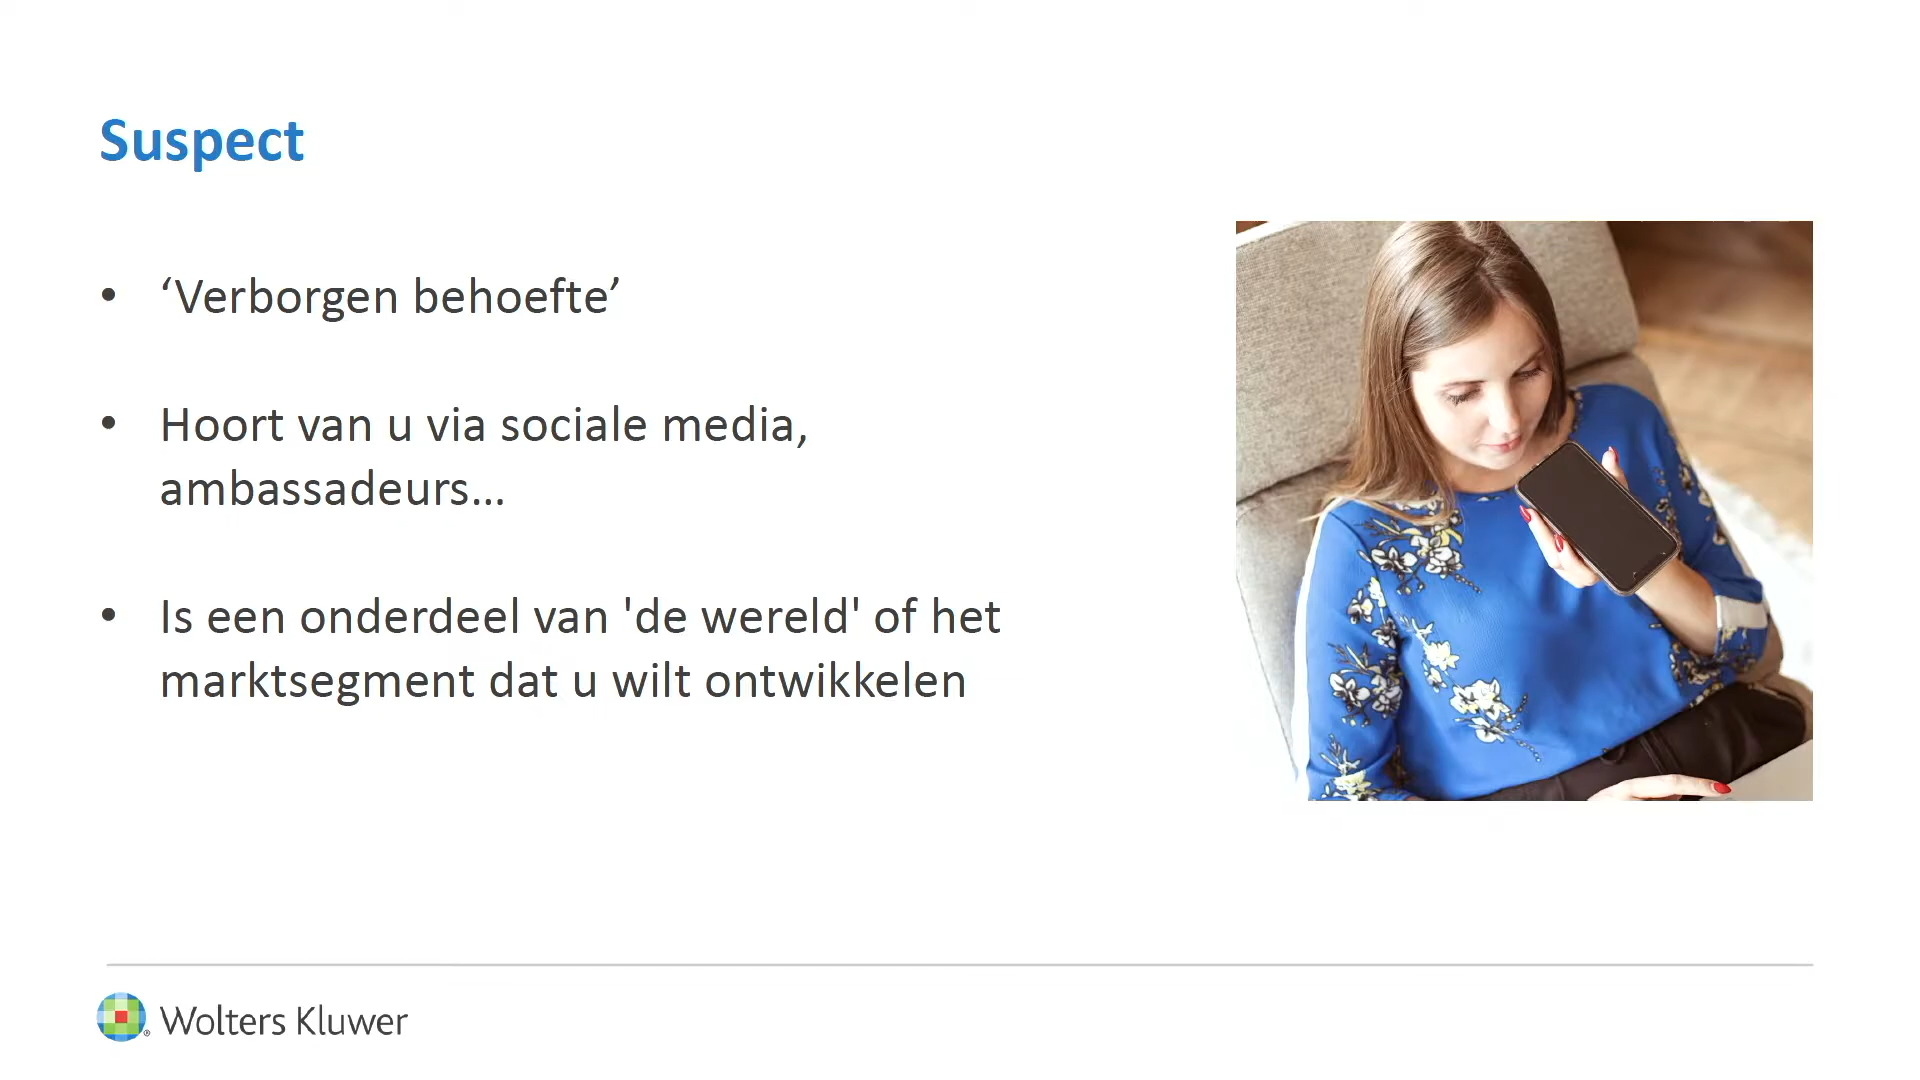 Suspect
• ‘Verborgen behoefte’
• Hoort van u via sociale media,
ambassadeurs…
• Is een onderdeel van 'de wereld' of het
marktsegment dat u wilt ontwikkelen
Wolters Kluwer